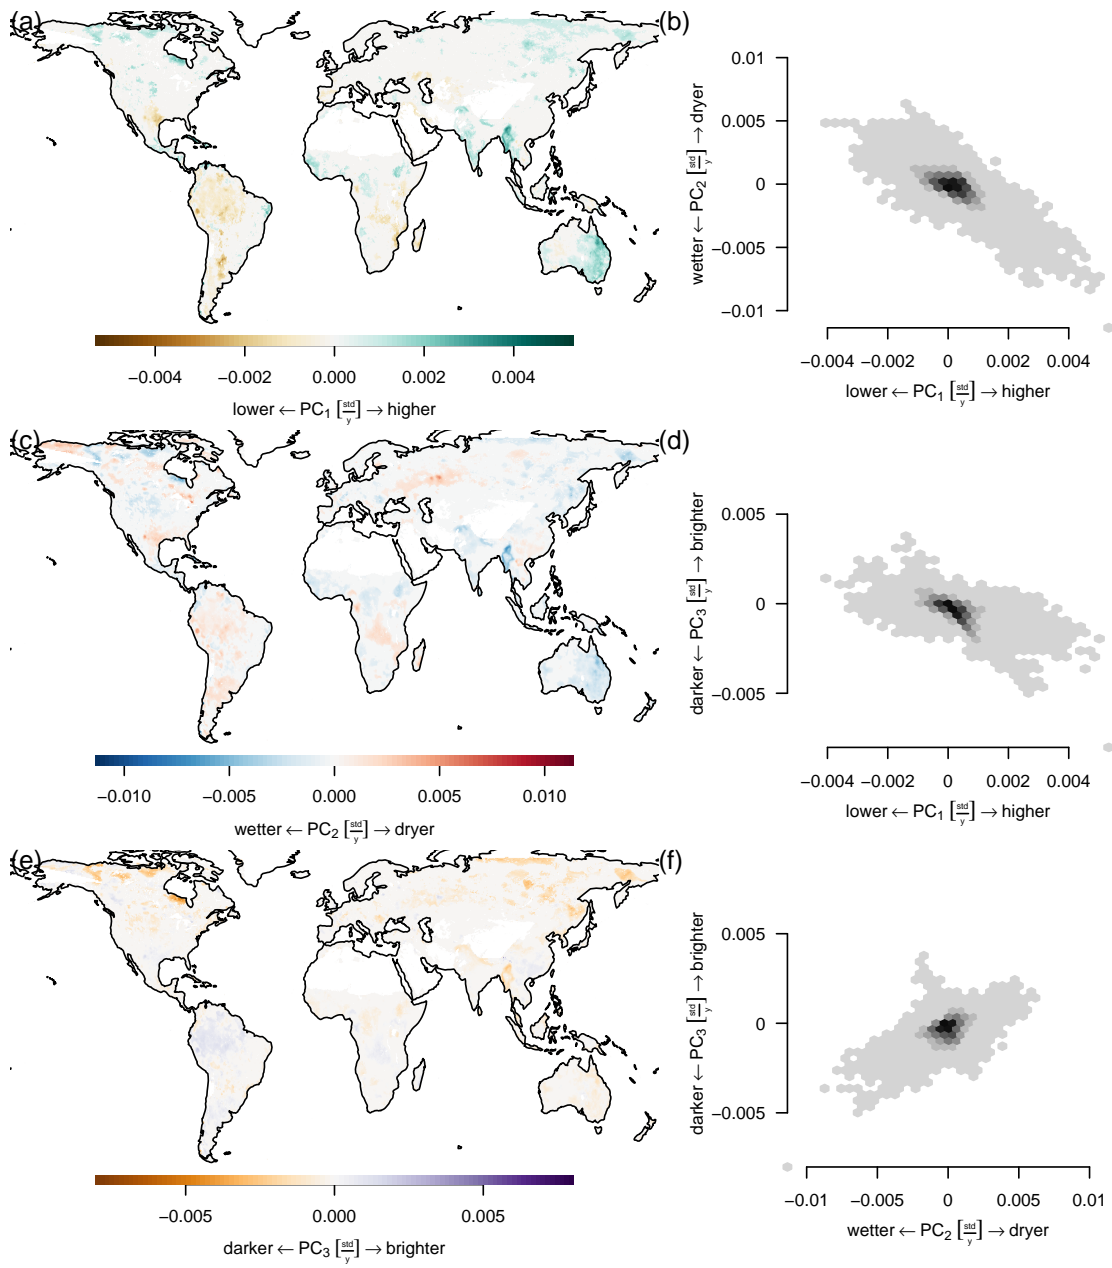 (a)
−0.004 −0.002 0.000 0.002 0.004
lower ← PC₁ [std/y] → higher
(b)
0.01
0.005
0
−0.005
−0.01
wetter ← PC₂ [std/y] → dryer
−0.004 −0.002 0 0.002 0.004
lower ← PC₁ [std/y] → higher
(c)
−0.010 −0.005 0.000 0.005 0.010
wetter ← PC₂ [std/y] → dryer
(d)
0.005
0
−0.005
darker ← PC₃ [std/y] → brighter
−0.004 −0.002 0 0.002 0.004
lower ← PC₁ [std/y] → higher
(e)
−0.005 0.000 0.005
darker ← PC₃ [std/y] → brighter
(f)
0.005
0
−0.005
darker ← PC₃ [std/y] → brighter
−0.01 −0.005 0 0.005 0.01
wetter ← PC₂ [std/y] → dryer